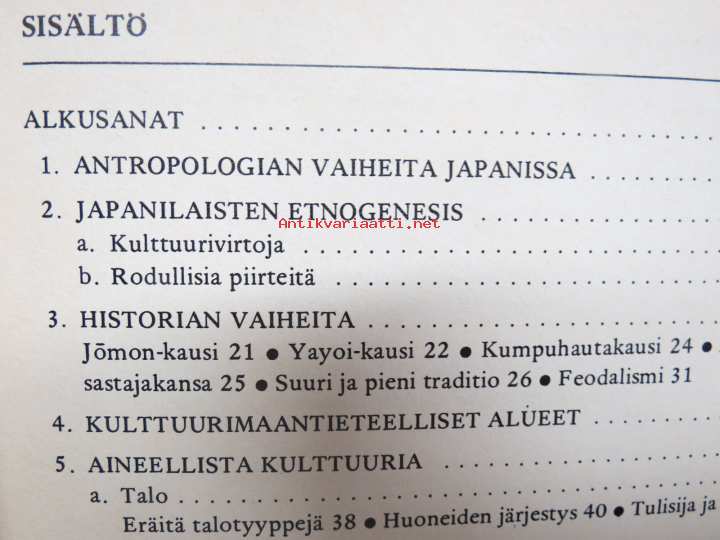 SISÄLTÖ
ALKUSANAT . . . . . . . . . . . . . . . . . . . . . . . . . . . .
1. ANTROPOLOGIAN VAIHEITA JAPANISSA . . . . . . .
2. JAPANILAISTEN ETNOGENESIS . . . . . . . . . . . . .
Antikvariaatti.net
a. Kulttuurivirtoja . . . . . . . . . . . . . . . . . . . . . . .
b. Rodullisia piirteitä . . . . . . . . . . . . . . . . . . . . .
3. HISTORIAN VAIHEITA . . . . . . . . . . . . . . . . . . .
Jōmon-kausi 21 ● Yayoi-kausi 22 ● Kumpuhautakausi 24 ●
sastajakansa 25 ● Suuri ja pieni traditio 26 ● Feodalismi 31
4. KULTTUURIMAANTIETEELLISET ALUEET . . . . . .
5. AINEELLISTA KULTTUURIA . . . . . . . . . . . . . . .
a. Talo . . . . . . . . . . . . . . . . . . . . . . . . . . . . . .
Eräitä talotyyppejä 38 ● Huoneiden järjestys 40 ● Tulisija ja